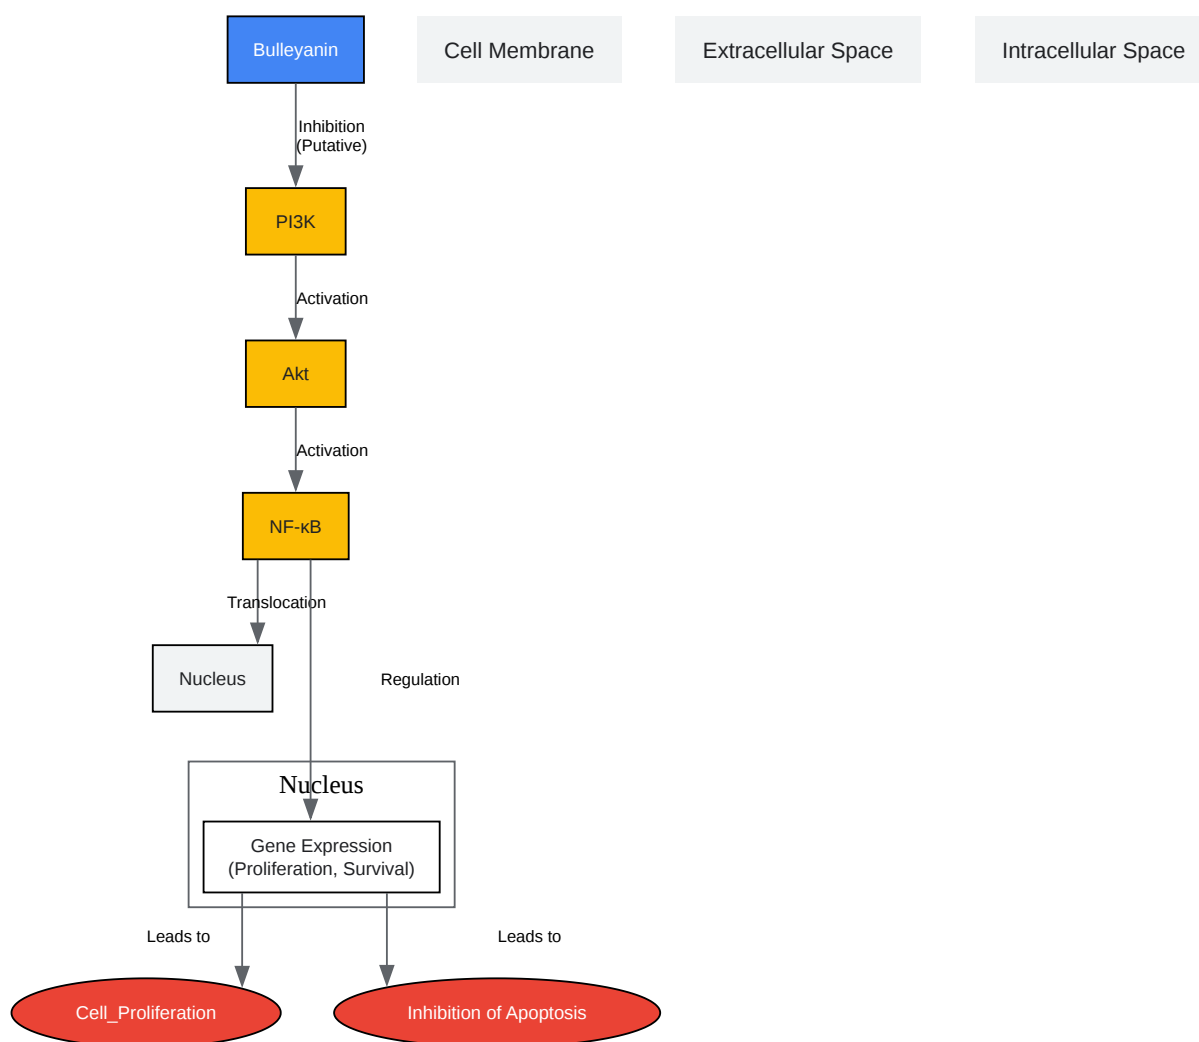 Bulleyanin
Cell Membrane
Extracellular Space
Intracellular Space
Inhibition
(Putative)
PI3K
Activation
Akt
Activation
NF-κB
Translocation
Nucleus
Regulation
Nucleus
Gene Expression
(Proliferation, Survival)
Leads to
Leads to
Cell_Proliferation
Inhibition of Apoptosis